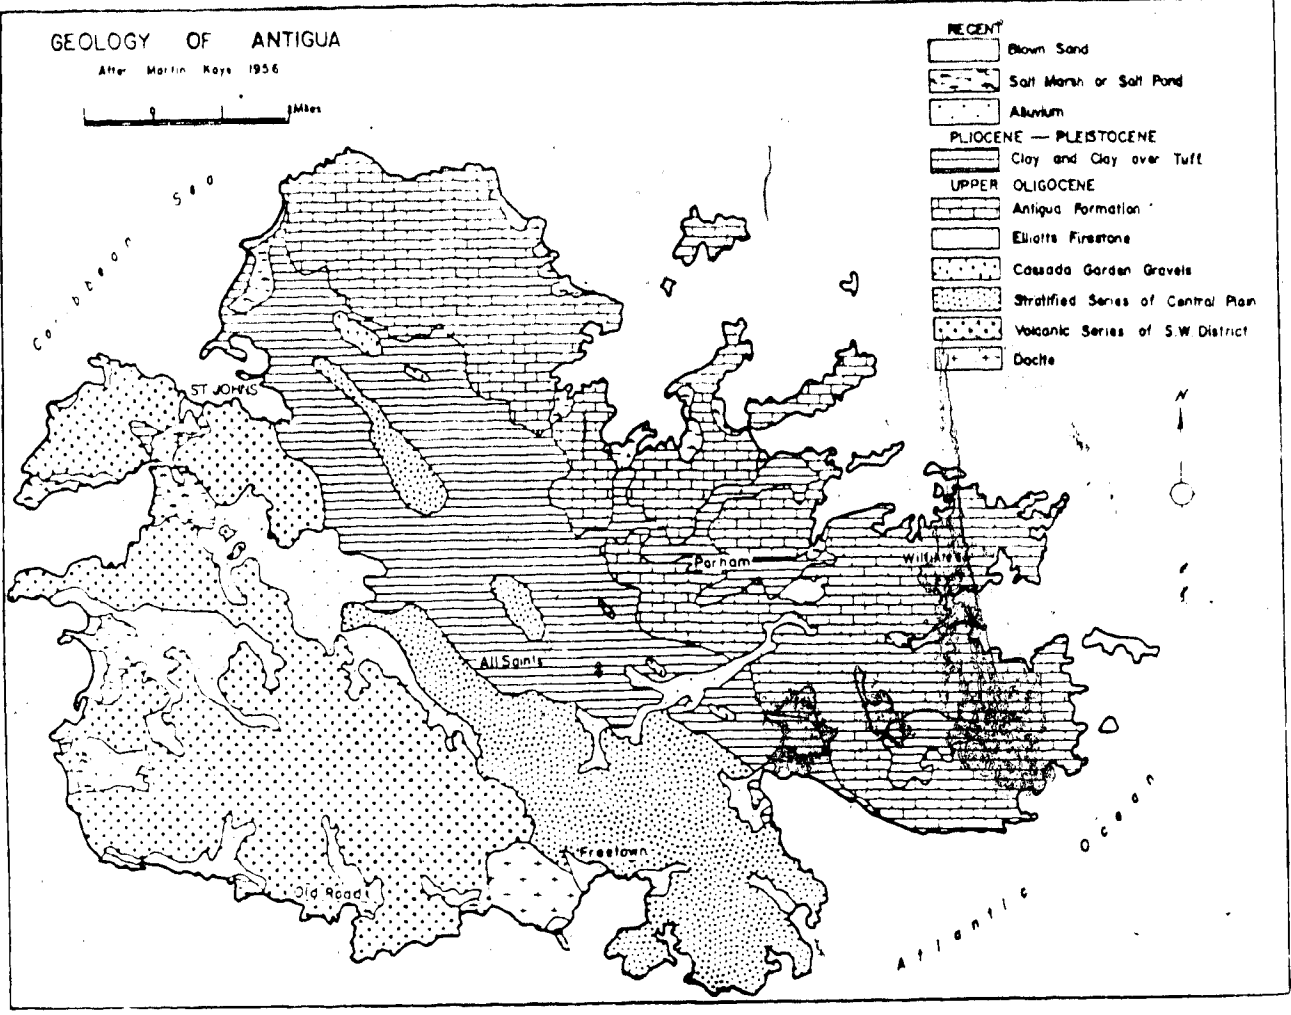 GEOLOGY OF ANTIGUA
After Martin Kaye 1956
0
Miles
RECENT
Blown Sand
Salt Marsh or Salt Pond
Alluvium
PLIOCENE — PLEISTOCENE
Clay and Clay over Tuff
UPPER OLIGOCENE
Antigua Formation
Elliotts Firestone
Cassada Garden Gravels
Stratified Series of Central Plain
Volcanic Series of S.W. District
Dacite
Sea
N
ST JOHNS
Parham
All Saints
Freetown
Old Road
Atlantic Ocean